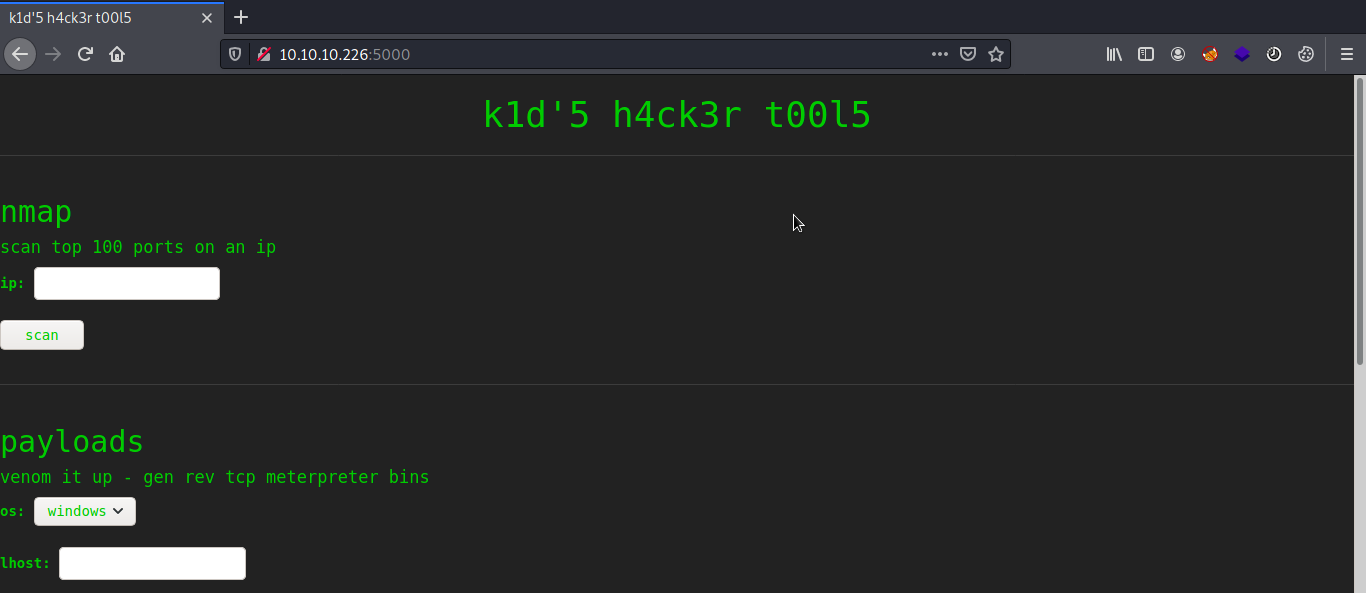 k1d'5 h4ck3r t00l5
10.10.10.226:5000
k1d'5 h4ck3r t00l5
nmap
scan top 100 ports on an ip
ip:
scan
payloads
venom it up - gen rev tcp meterpreter bins
os: windows
lhost: